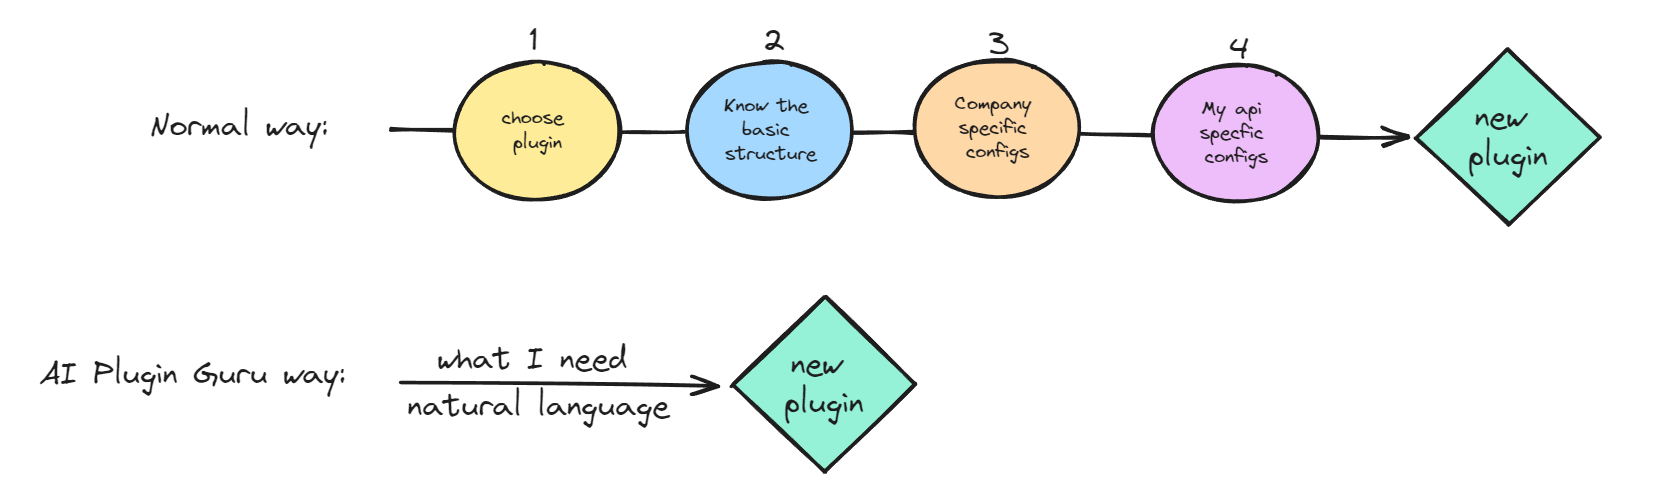 1
2
3
4
Normal way:
choose
plugin
Know the
basic
structure
Company
specific
configs
My api
specfic
configs
new
plugin
AI Plugin Guru way:
what I need
natural language
new
plugin